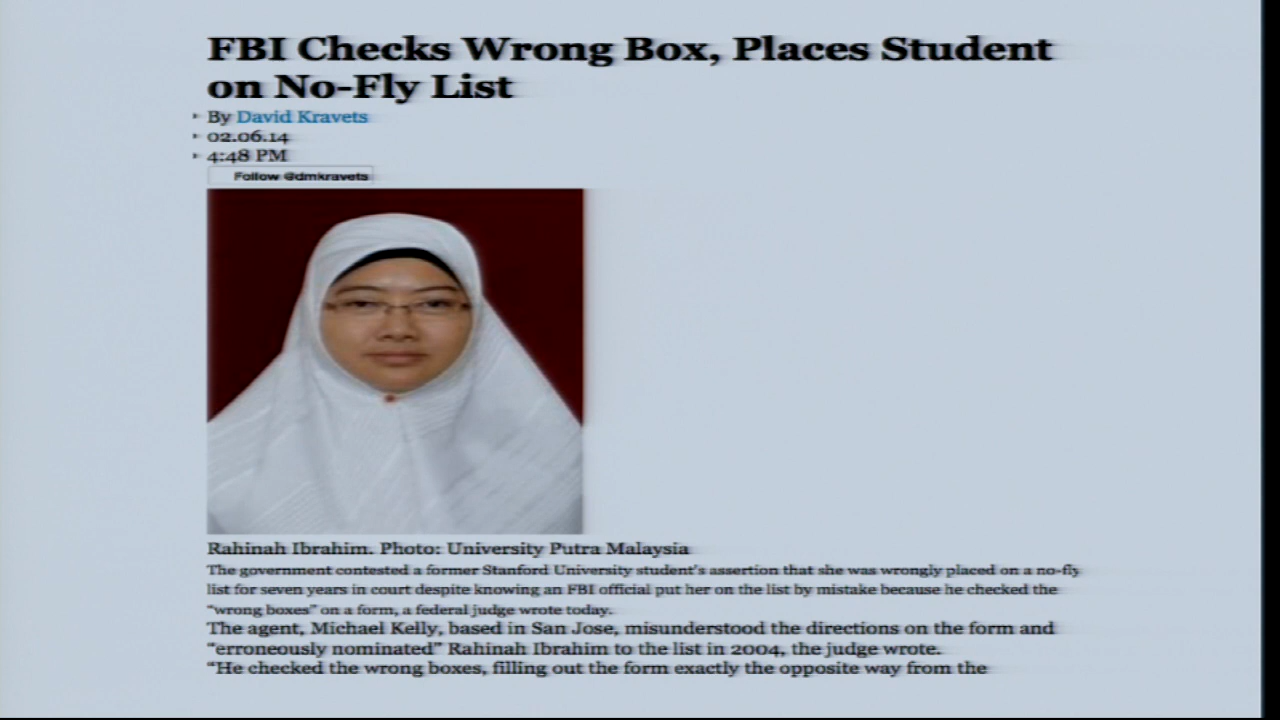 FBI Checks Wrong Box, Places Student
on No-Fly List
By David Kravets
02.06.14
4:48 PM
Follow @dmkravets
Rahinah Ibrahim. Photo: University Putra Malaysia
The government contested a former Stanford University student's assertion that she was wrongly placed on a no-fly
list for seven years in court despite knowing an FBI official put her on the list by mistake because he checked the
"wrong boxes" on a form, a federal judge wrote today.
The agent, Michael Kelly, based in San Jose, misunderstood the directions on the form and
"erroneously nominated" Rahinah Ibrahim to the list in 2004, the judge wrote.
"He checked the wrong boxes, filling out the form exactly the opposite way from the